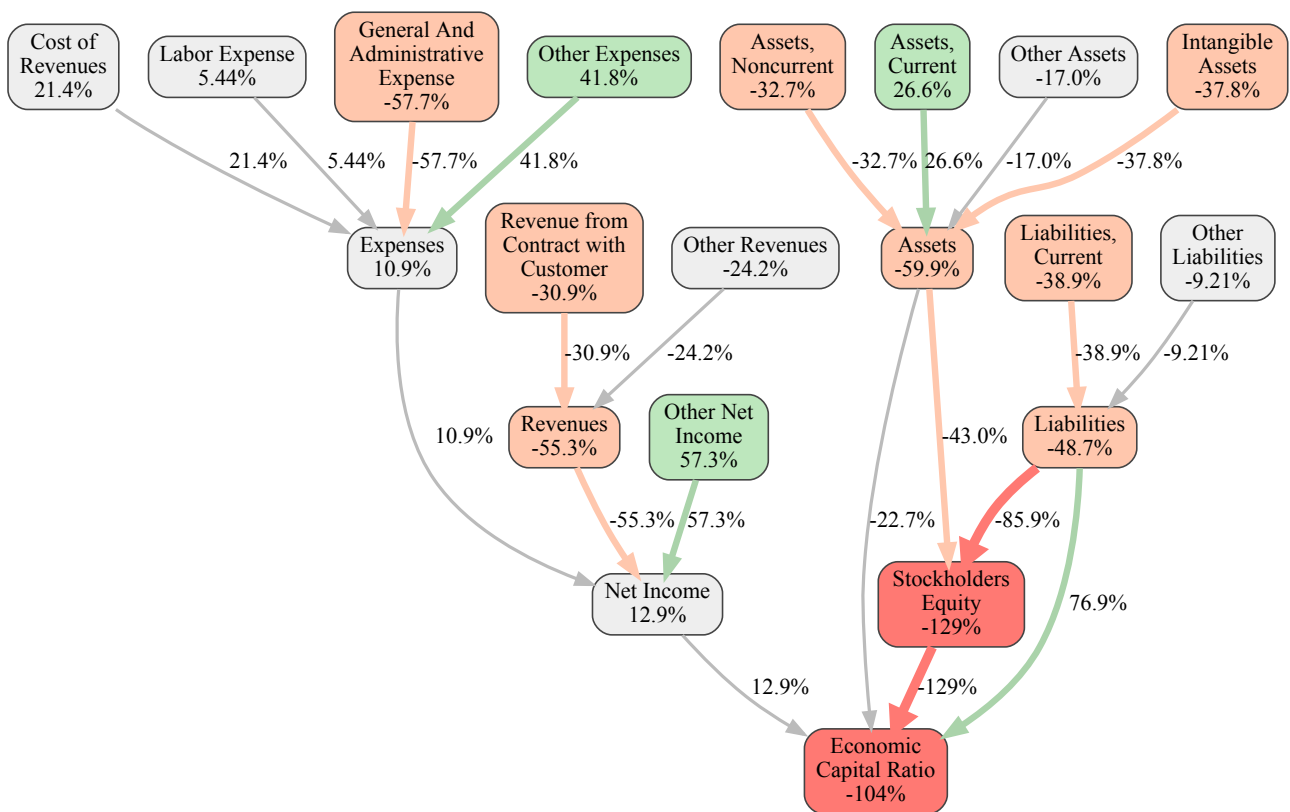 Cost of
Revenues
21.4%
Labor Expense
5.44%
General And
Administrative
Expense
-57.7%
Other Expenses
41.8%
Assets,
Noncurrent
-32.7%
Assets,
Current
26.6%
Other Assets
-17.0%
Intangible
Assets
-37.8%
21.4%
5.44%
-57.7%
41.8%
-32.7%
26.6%
-17.0%
-37.8%
Expenses
10.9%
Revenue from
Contract with
Customer
-30.9%
Other Revenues
-24.2%
Assets
-59.9%
Liabilities,
Current
-38.9%
Other
Liabilities
-9.21%
-30.9%
-24.2%
-38.9%
-9.21%
10.9%
Revenues
-55.3%
Other Net
Income
57.3%
-43.0%
Liabilities
-48.7%
-55.3%
57.3%
-22.7%
-85.9%
Net Income
12.9%
Stockholders
Equity
-129%
76.9%
12.9%
-129%
Economic
Capital Ratio
-104%